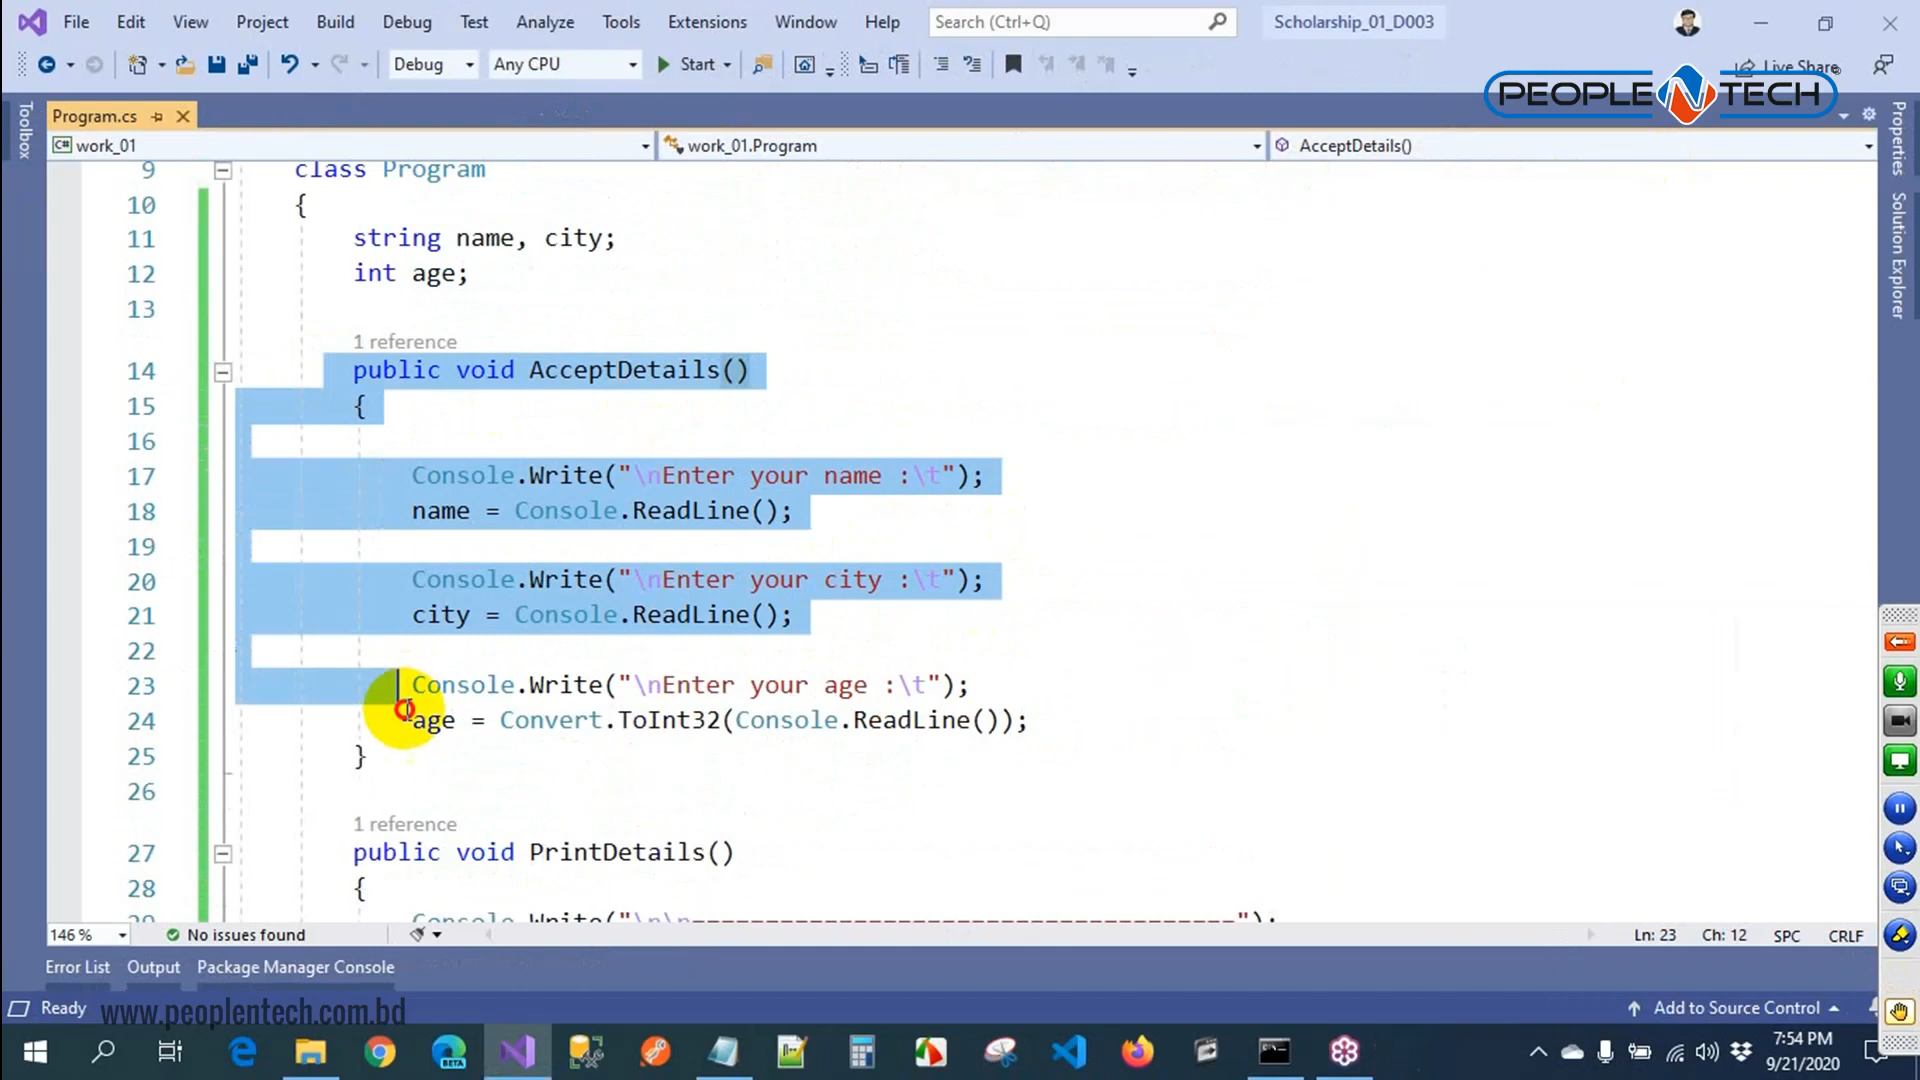 File Edit View Project Build Debug Test Analyze Tools Extensions Window Help Search (Ctrl+Q) Scholarship_01_D003
Debug Any CPU Start Live Share
PEOPLE N TECH
Toolbox
Program.cs
work_01 work_01.Program AcceptDetails()
Properties
Solution Explorer
9 class Program
10 {
11 string name, city;
12 int age;
13
1 reference
14 public void AcceptDetails()
15 {
16
17 Console.Write("\nEnter your name :\t");
18 name = Console.ReadLine();
19
20 Console.Write("\nEnter your city :\t");
21 city = Console.ReadLine();
22
23 Console.Write("\nEnter your age :\t");
24 age = Convert.ToInt32(Console.ReadLine());
25 }
26
1 reference
27 public void PrintDetails()
28 {
146 % No issues found Ln: 23 Ch: 12 SPC CRLF
Error List Output Package Manager Console
Ready www.peoplentech.com.bd Add to Source Control
BETA
7:54 PM
9/21/2020